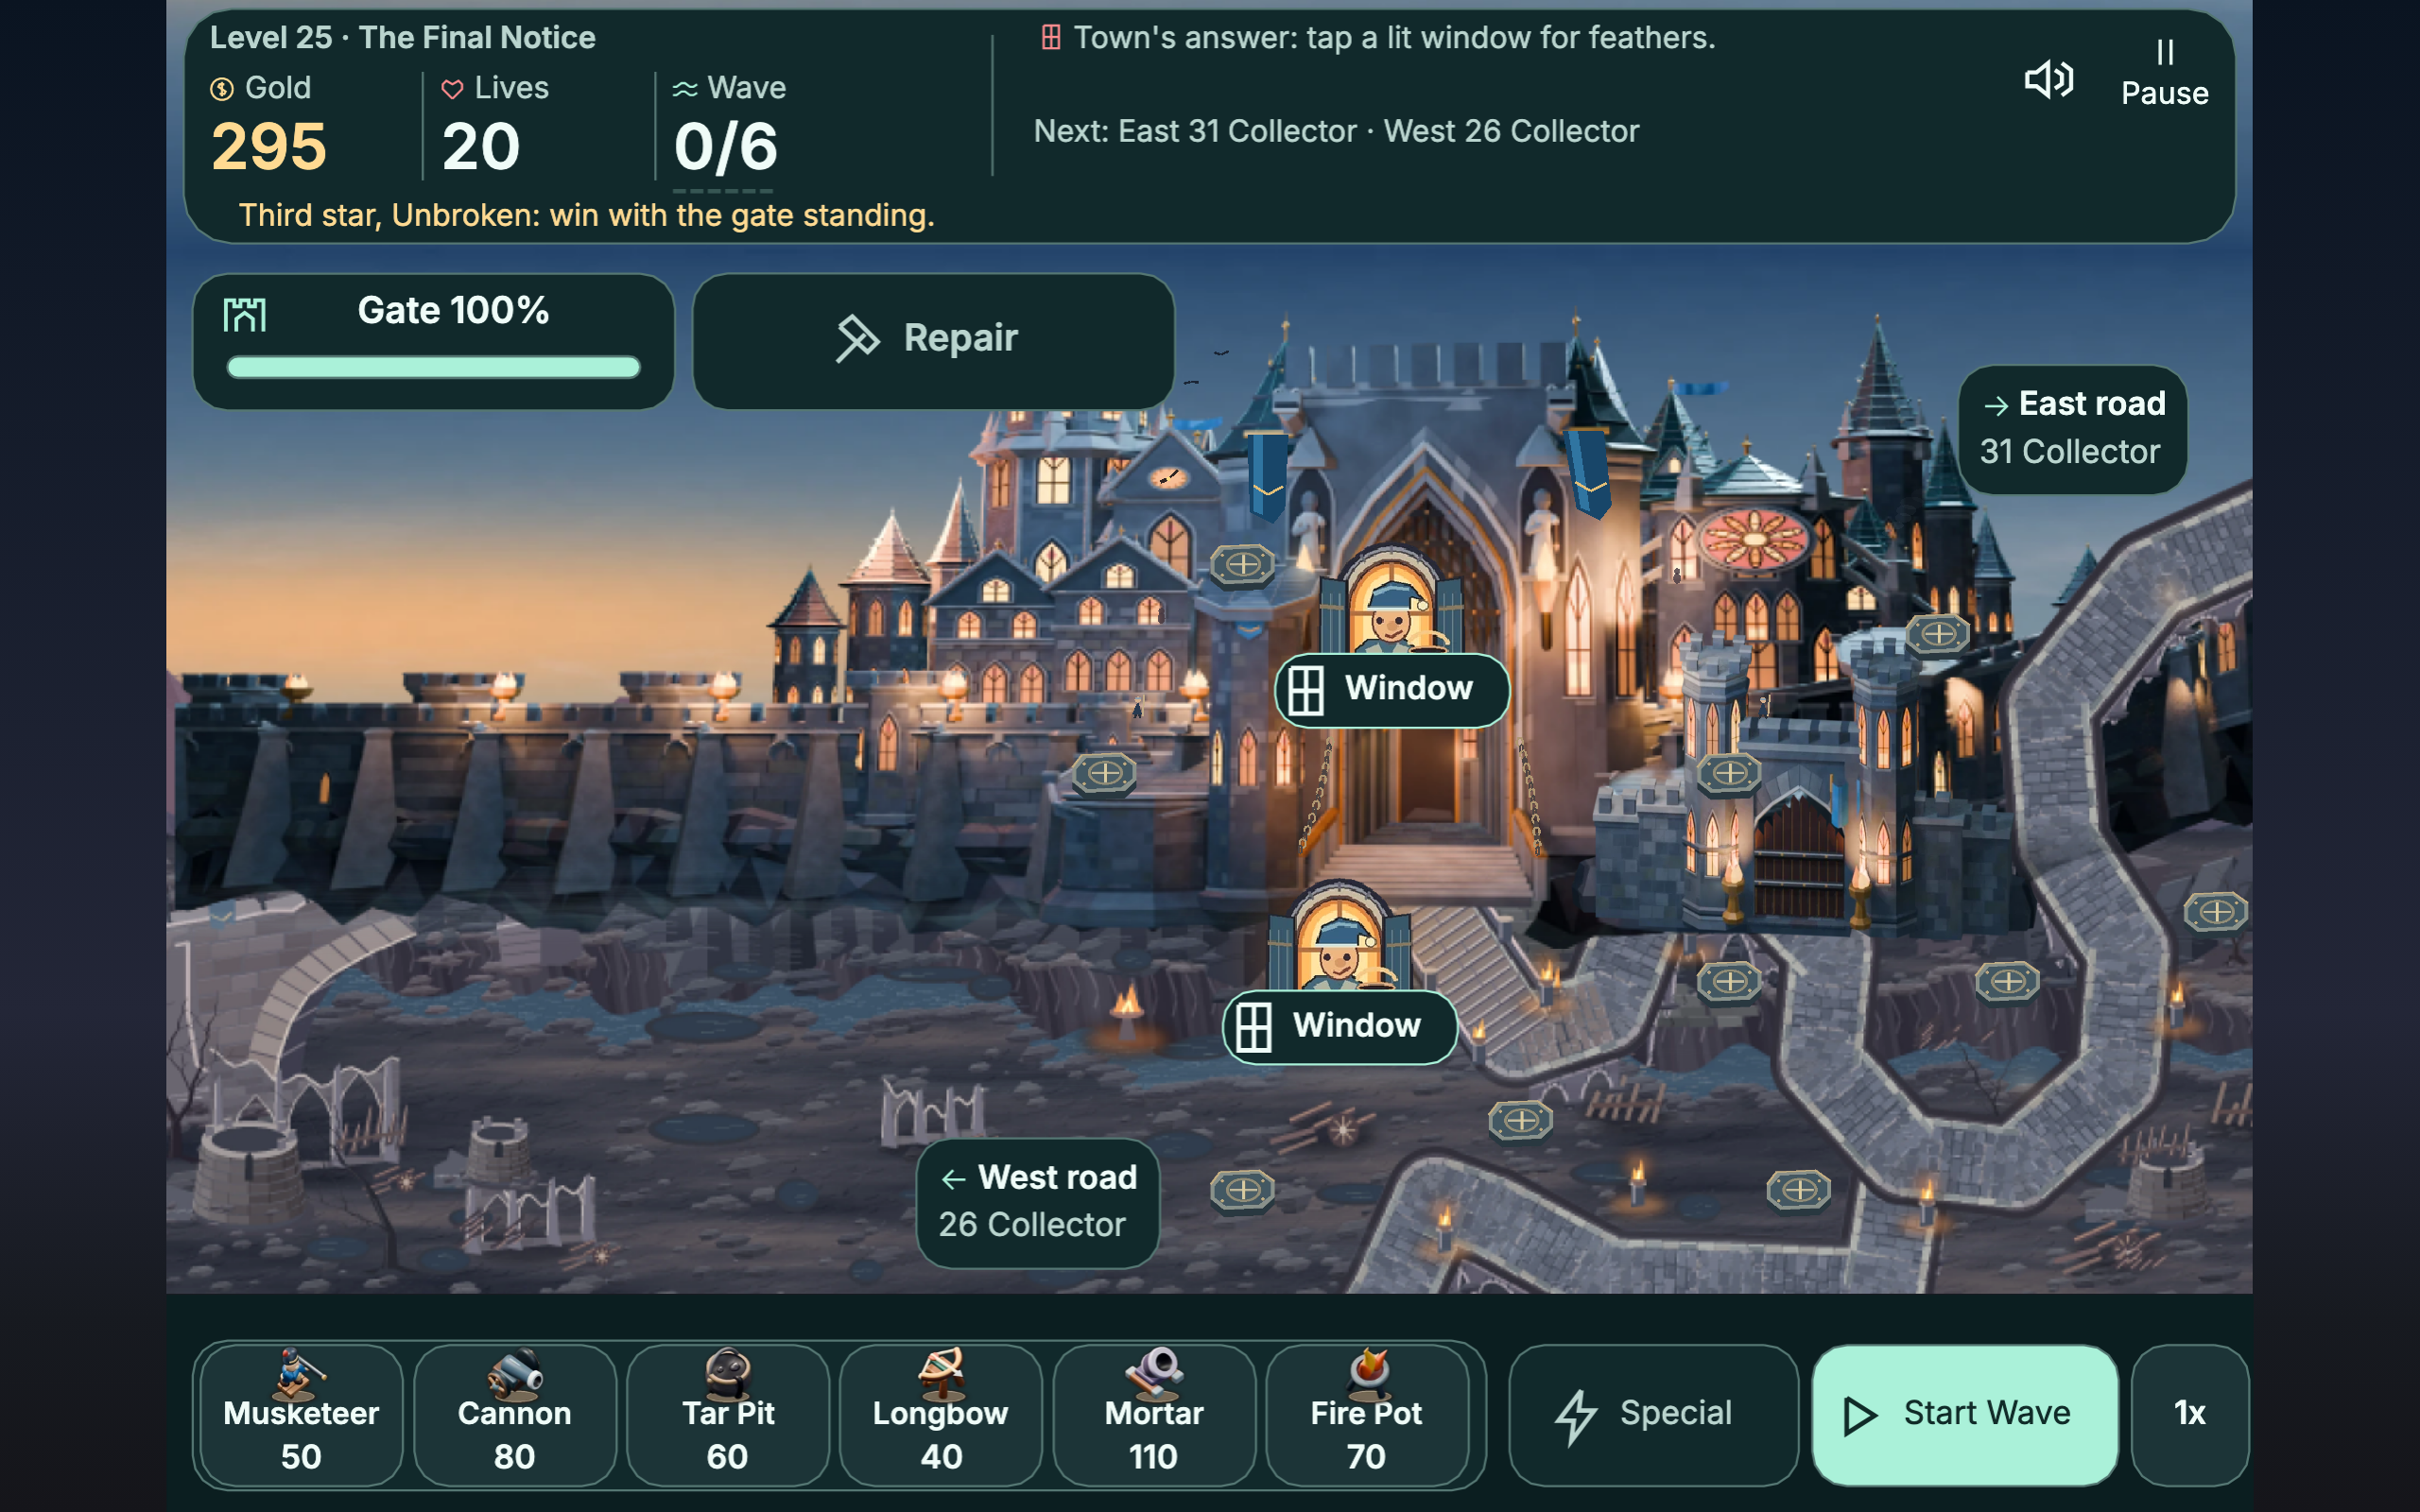 Level 25 · The Final Notice
Gold
Lives
Wave
295
20
0/6
Third star, Unbroken: win with the gate standing.
Town's answer: tap a lit window for feathers.
Next: East 31 Collector · West 26 Collector
Pause
Gate 100%
Repair
→ East road
31 Collector
Window
Window
← West road
26 Collector
Musketeer
50
Cannon
80
Tar Pit
60
Longbow
40
Mortar
110
Fire Pot
70
Special
Start Wave
1x